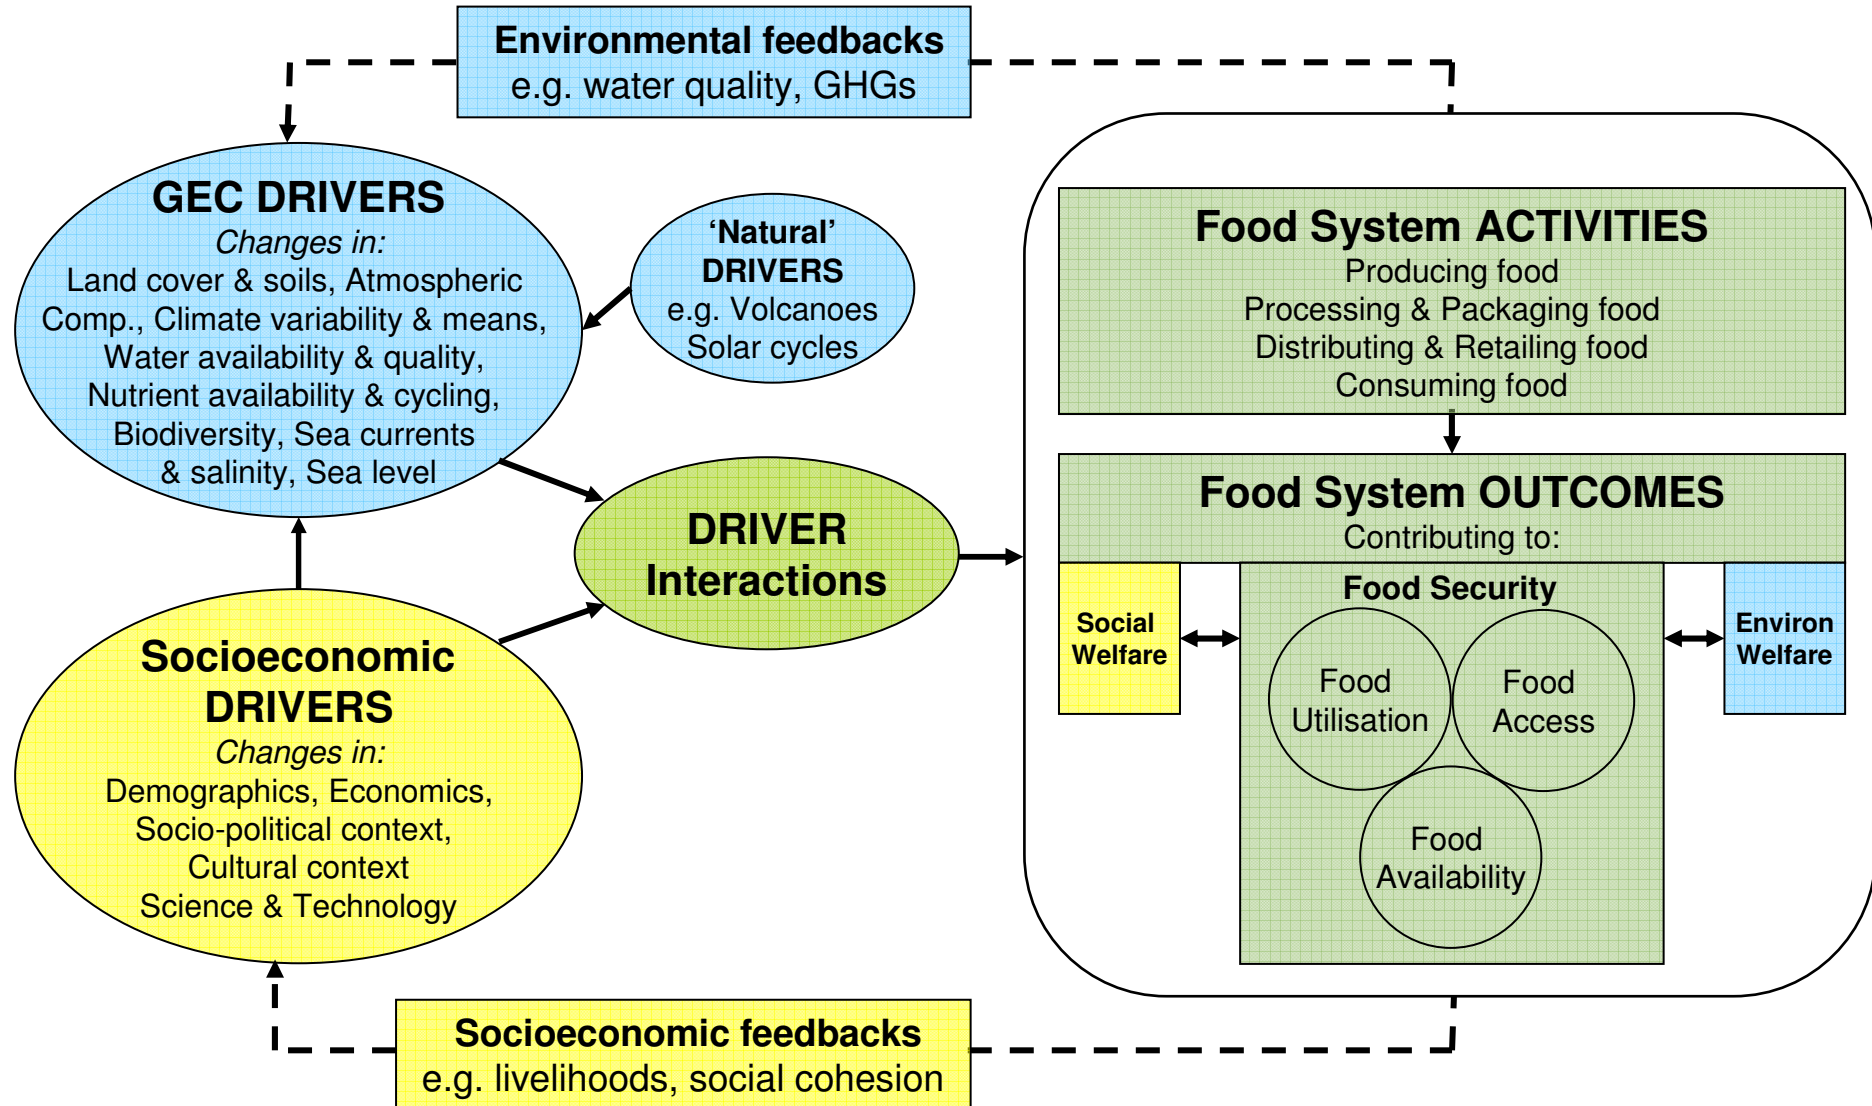 Environmental feedbacks
e.g. water quality, GHGs
GEC DRIVERS
Changes in:
Land cover & soils, Atmospheric
Comp., Climate variability & means,
Water availability & quality,
Nutrient availability & cycling,
Biodiversity, Sea currents
& salinity, Sea level
‘Natural’
DRIVERS
e.g. Volcanoes
Solar cycles
DRIVER
Interactions
Socioeconomic
DRIVERS
Changes in:
Demographics, Economics,
Socio-political context,
Cultural context
Science & Technology
Socioeconomic feedbacks
e.g. livelihoods, social cohesion
Food System ACTIVITIES
Producing food
Processing & Packaging food
Distributing & Retailing food
Consuming food
Food System OUTCOMES
Contributing to:
Social
Welfare
Food Security
Food
Utilisation
Food
Access
Food
Availability
Environ
Welfare